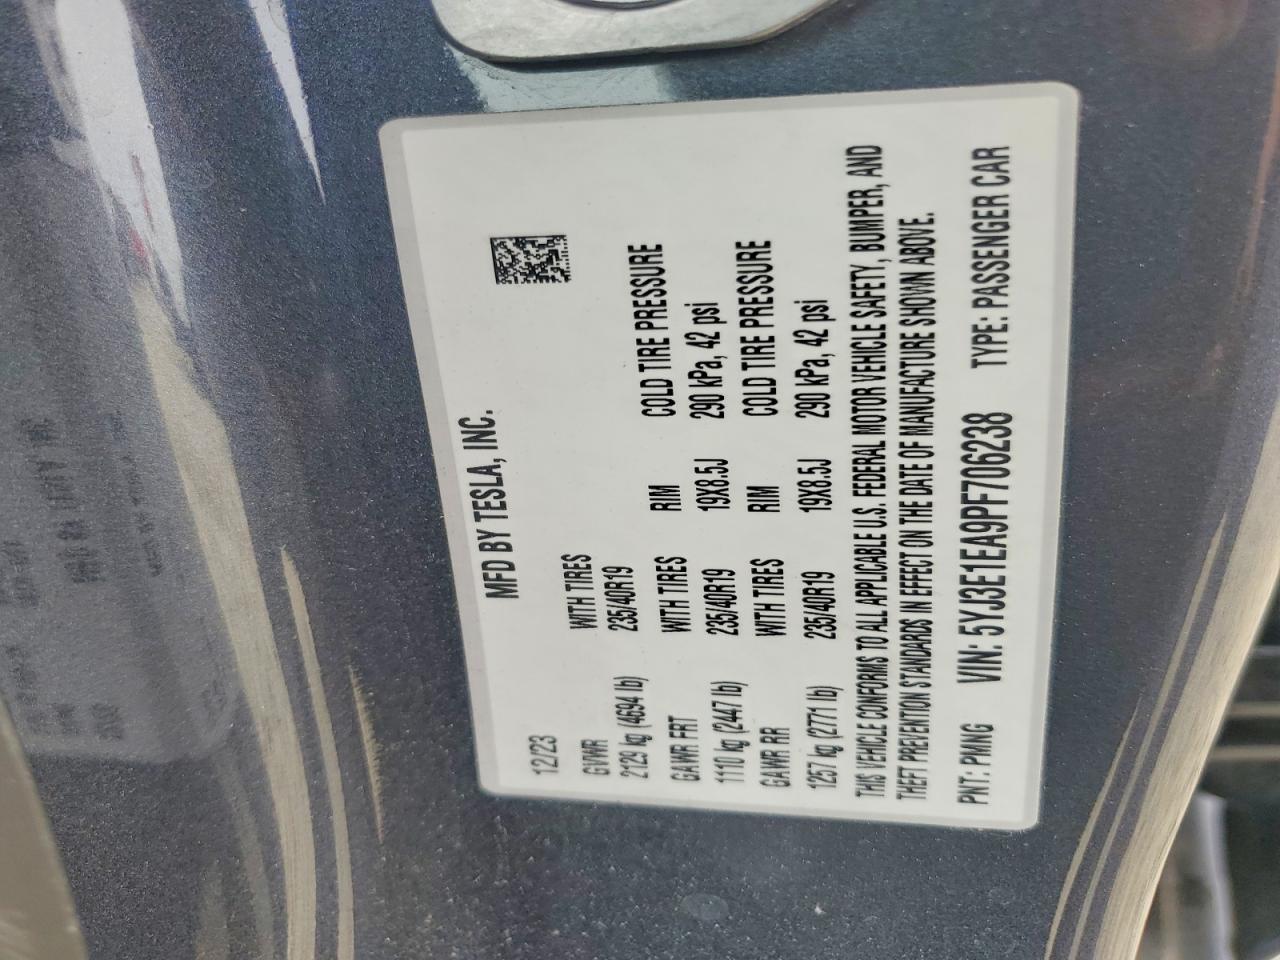 MFD BY TESLA, INC.
12/23
GVWR WITH TIRES
2129 kg (4694 lb) 235/40R19
GAWR FRT WITH TIRES RIM COLD TIRE PRESSURE
1110 kg (2447 lb) 235/40R19 19X8.5J 290 kPa, 42 psi
GAWR RR WITH TIRES RIM COLD TIRE PRESSURE
1257 kg (2771 lb) 235/40R19 19X8.5J 290 kPa, 42 psi
THIS VEHICLE CONFORMS TO ALL APPLICABLE U.S. FEDERAL MOTOR VEHICLE SAFETY, BUMPER, AND
THEFT PREVENTION STANDARDS IN EFFECT ON THE DATE OF MANUFACTURE SHOWN ABOVE.
PNT: PMNG VIN: 5YJ3E1EA9PF706238 TYPE: PASSENGER CAR